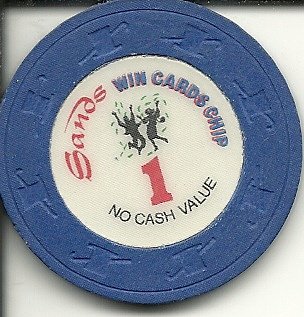 Sands WIN CARDS CHIP
1
NO CASH VALUE